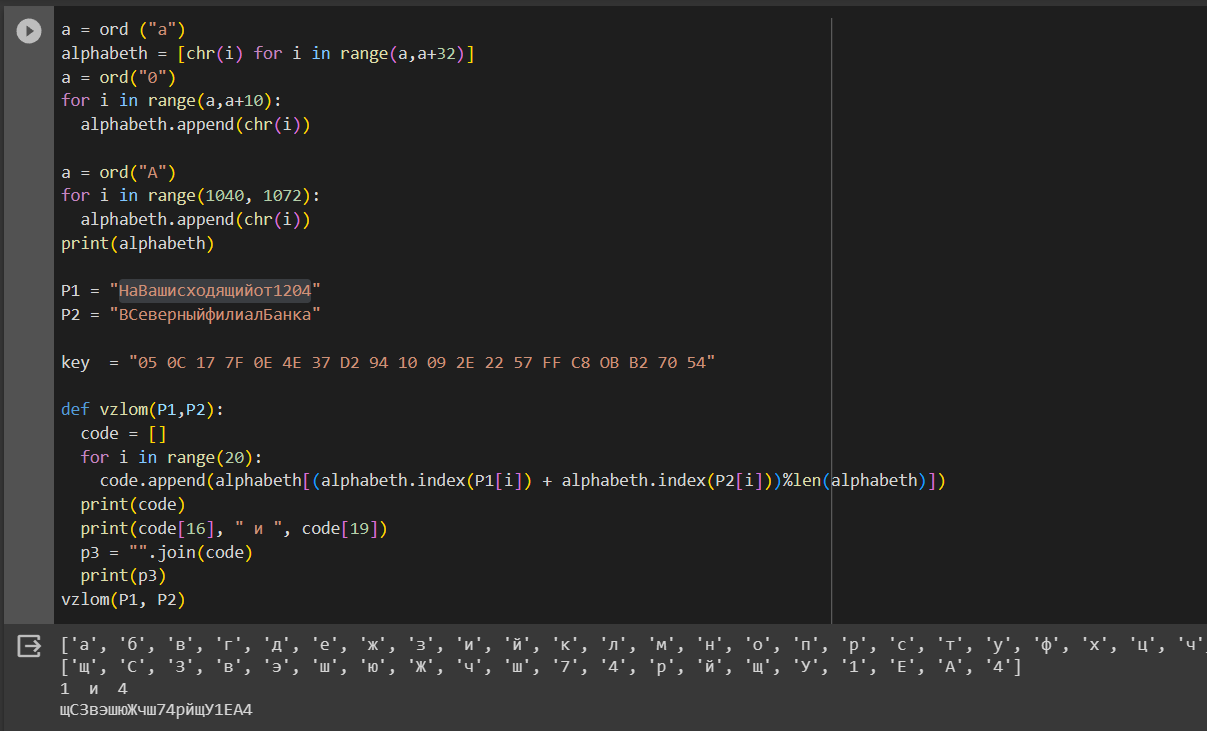 a = ord ("а")
alphabeth = [chr(i) for i in range(a,a+32)]
a = ord("0")
for i in range(a,a+10):
  alphabeth.append(chr(i))
a = ord("А")
for i in range(1040, 1072):
  alphabeth.append(chr(i))
print(alphabeth)
P1 = "НаВашисходящийот1204"
P2 = "ВСеверныйфилиалБанка"
key  = "05 0C 17 7F 0E 4E 37 D2 94 10 09 2E 22 57 FF C8 OB B2 70 54"
def vzlom(P1,P2):
  code = []
  for i in range(20):
    code.append(alphabeth[(alphabeth.index(P1[i]) + alphabeth.index(P2[i]))%len(alphabeth)])
  print(code)
  print(code[16], " и ", code[19])
  p3 = "".join(code)
  print(p3)
vzlom(P1, P2)
['а', 'б', 'в', 'г', 'д', 'е', 'ж', 'з', 'и', 'й', 'к', 'л', 'м', 'н', 'о', 'п', 'р', 'с', 'т', 'у', 'ф', 'х', 'ц', 'ч',
['щ', 'С', 'З', 'в', 'э', 'ш', 'ю', 'Ж', 'ч', 'ш', '7', '4', 'р', 'й', 'щ', 'У', '1', 'Е', 'А', '4']
1  и  4
щСЗвэшюЖчш74рйщУ1ЕА4